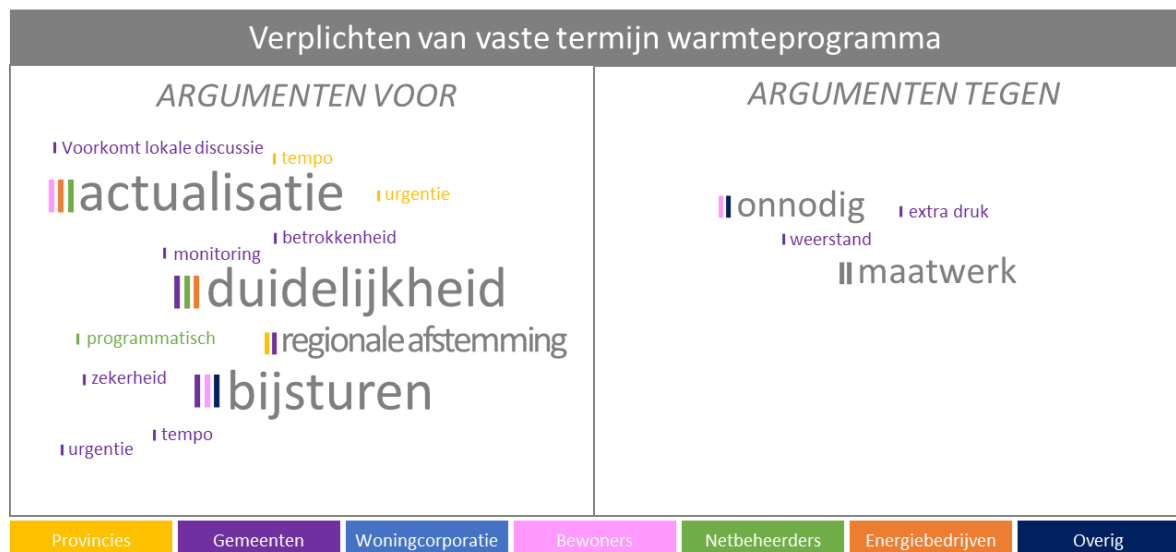 Verplichten van vaste termijn warmteprogramma
ARGUMENTEN VOOR
Voorkomt lokale discussie
tempo
actualisatie
urgentie
betrokkenheid
monitoring
duidelijkheid
programmatisch
regionale afstemming
zekerheid
bijsturen
tempo
urgentie
ARGUMENTEN TEGEN
onnodig
extra druk
weerstand
maatwerk
Provincies
Gemeenten
Woningcorporatie
Bewoners
Netbeheerders
Energiebedrijven
Overig